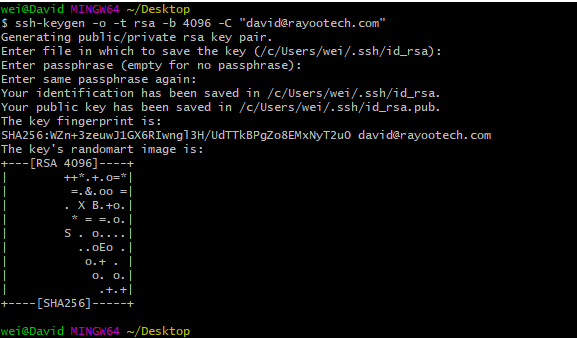 wei@David MINGW64 ~/Desktop
$ ssh-keygen -o -t rsa -b 4096 -C "david@rayootech.com"
Generating public/private rsa key pair.
Enter file in which to save the key (/c/Users/wei/.ssh/id_rsa):
Enter passphrase (empty for no passphrase):
Enter same passphrase again:
Your identification has been saved in /c/Users/wei/.ssh/id_rsa.
Your public key has been saved in /c/Users/wei/.ssh/id_rsa.pub.
The key fingerprint is:
SHA256:WZn+3zeuwJ1GX6RIwngl3H/UdTTkBPgZo8EMxNyT2uO david@rayootech.com
The key's randomart image is:
+---[RSA 4096]----+
|       ++*.+.o=*|
|        =.&.oo =|
|       . X B.+o.|
|        * = =.o.|
|       S . o....|
|         ..oEo .|
|          o.+ . |
|           o. o.|
|            .+.+|
+----[SHA256]-----+
wei@David MINGW64 ~/Desktop